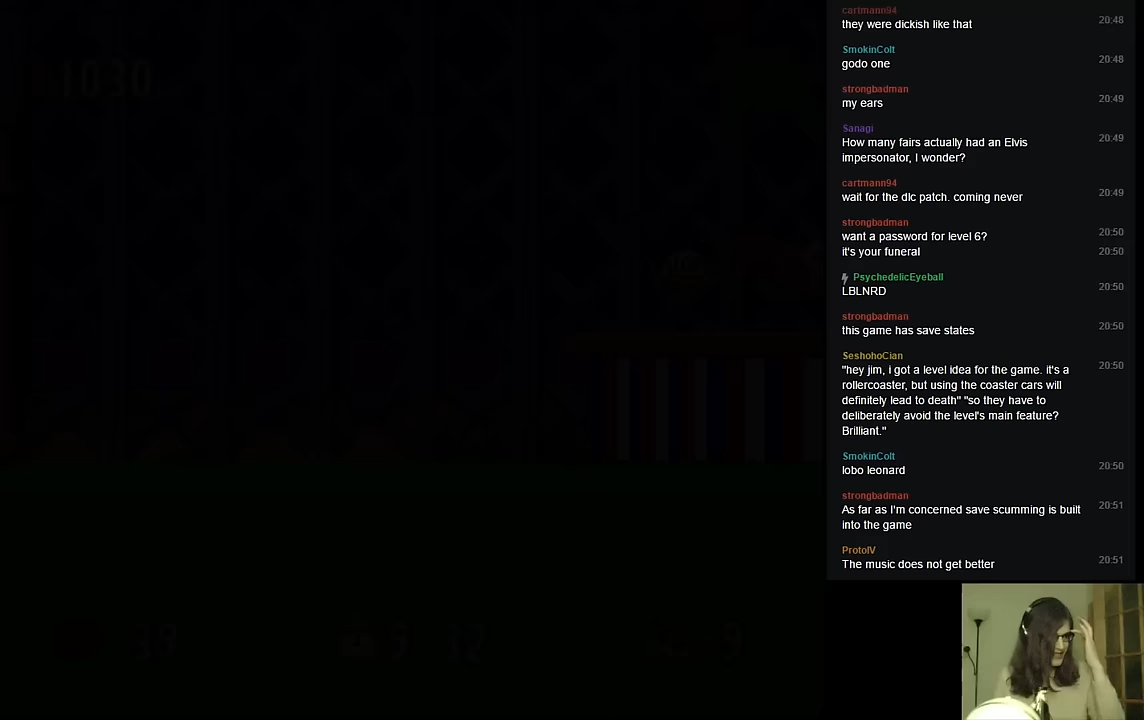 1030
cartmann94
they were dickish like that
20:48
SmokinColt
godo one
20:48
strongbadman
my ears
20:49
Sanagi
How many fairs actually had an Elvis
impersonator, I wonder?
20:49
cartmann94
wait for the dlc patch. coming never
20:49
strongbadman
want a password for level 6?
20:50
it's your funeral
20:50
PsychedelicEyeball
LBLNRD
20:50
strongbadman
this game has save states
20:50
SeshohoCian
"hey jim, i got a level idea for the game. it's a
rollercoaster, but using the coaster cars will
definitely lead to death" "so they have to
deliberately avoid the level's main feature?
Brilliant."
20:50
SmokinColt
lobo leonard
20:50
strongbadman
As far as I'm concerned save scumming is built
into the game
20:51
ProtoIV
The music does not get better
20:51